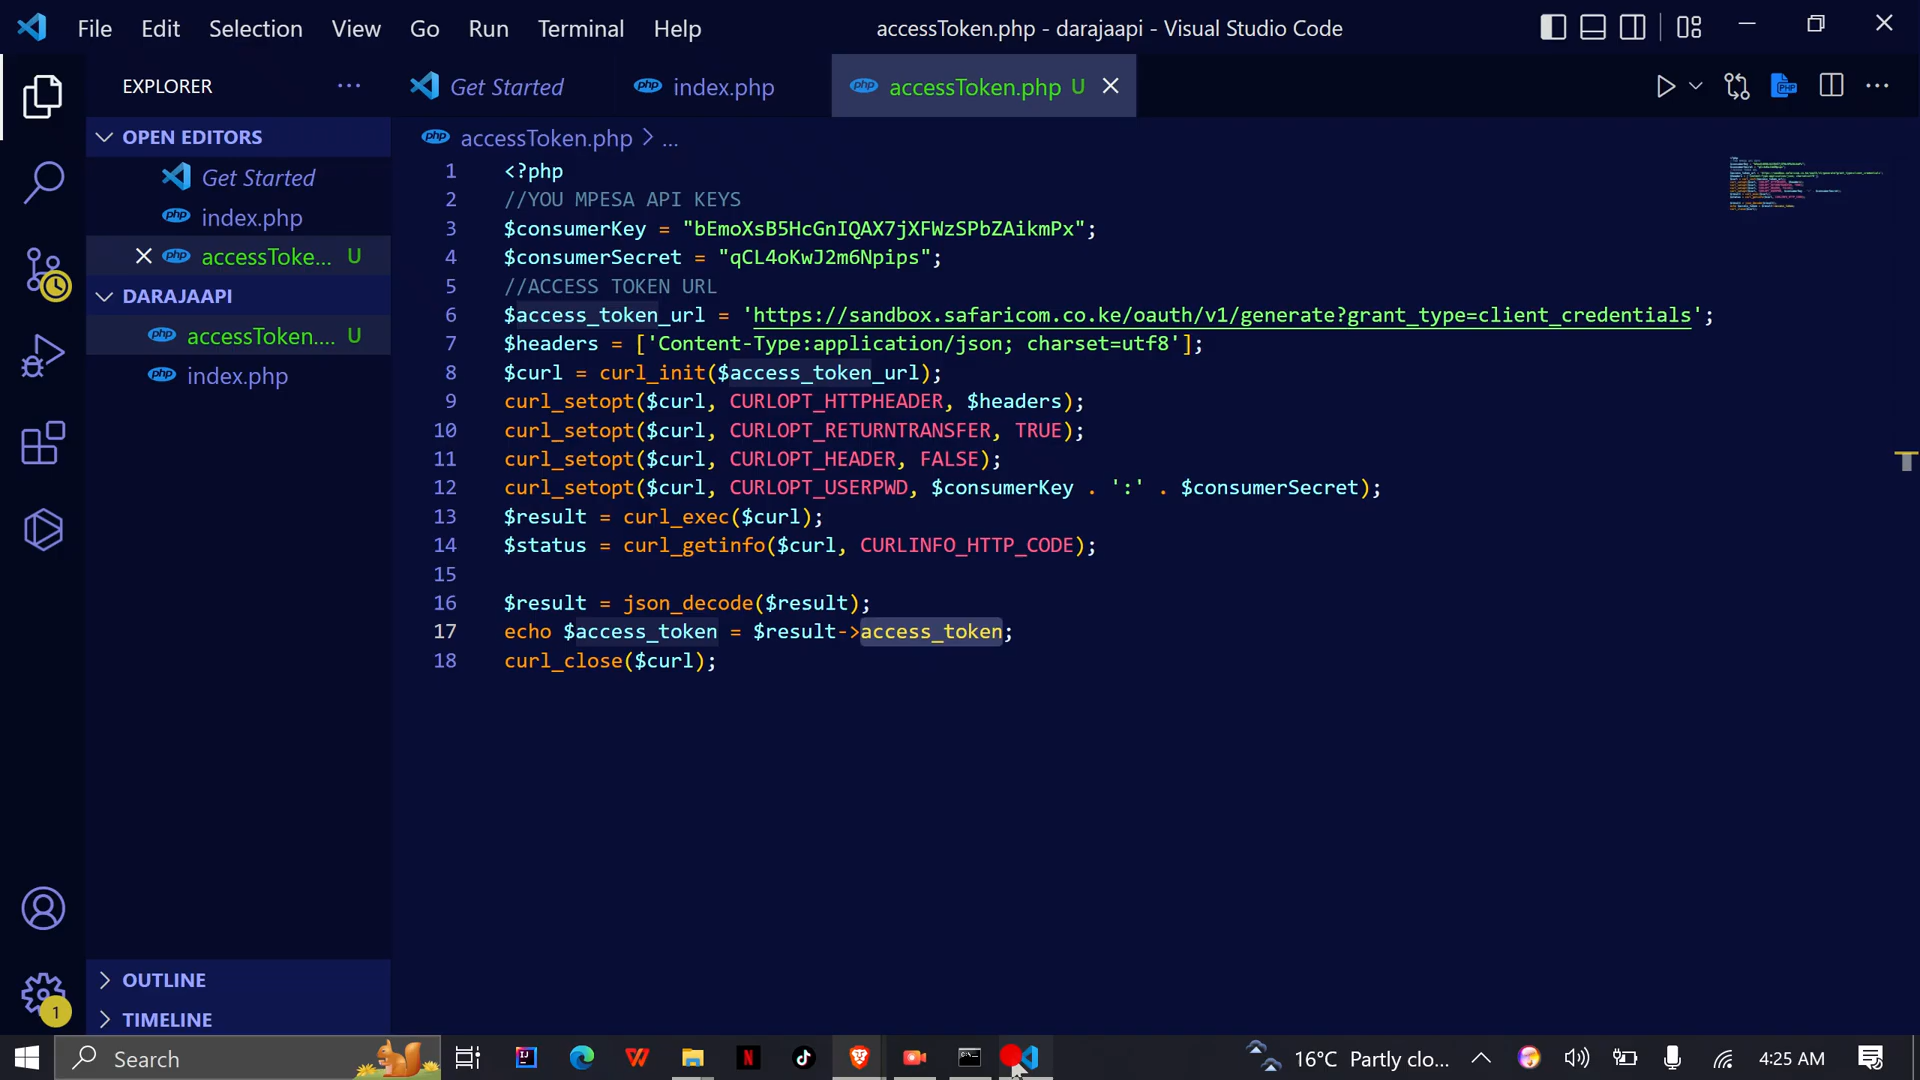 File Edit Selection View Go Run Terminal Help accessToken.php - darajaapi - Visual Studio Code
EXPLORER ... Get Started index.php accessToken.php U
OPEN EDITORS
Get Started
index.php
accessToke... U
DARAJAAPI
accessToken.... U
index.php
OUTLINE
TIMELINE
1
accessToken.php > ...
1 <?php
2 //YOU MPESA API KEYS
3 $consumerKey = "bEmoXsB5HcGnIQAX7jXFWzSPbZAikmPx";
4 $consumerSecret = "qCL4oKwJ2m6Npips";
5 //ACCESS TOKEN URL
6 $access_token_url = 'https://sandbox.safaricom.co.ke/oauth/v1/generate?grant_type=client_credentials';
7 $headers = ['Content-Type:application/json; charset=utf8'];
8 $curl = curl_init($access_token_url);
9 curl_setopt($curl, CURLOPT_HTTPHEADER, $headers);
10 curl_setopt($curl, CURLOPT_RETURNTRANSFER, TRUE);
11 curl_setopt($curl, CURLOPT_HEADER, FALSE);
12 curl_setopt($curl, CURLOPT_USERPWD, $consumerKey . ':' . $consumerSecret);
13 $result = curl_exec($curl);
14 $status = curl_getinfo($curl, CURLINFO_HTTP_CODE);
15
16 $result = json_decode($result);
17 echo $access_token = $result->access_token;
18 curl_close($curl);
Search 16°C Partly clo... 4:25 AM